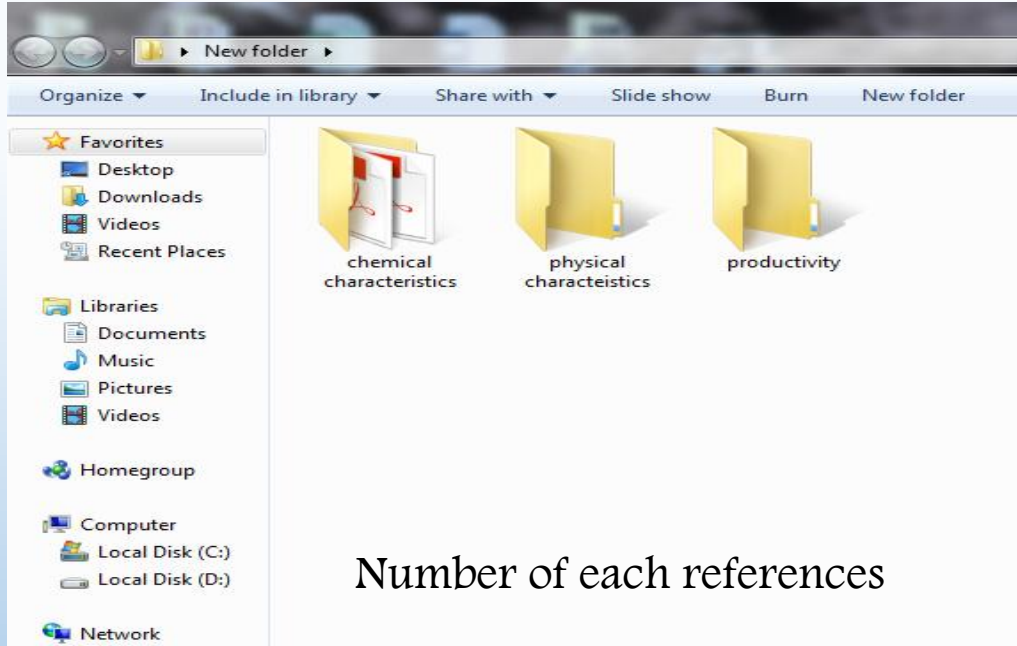 New folder
Organize Include in library Share with Slide show Burn New folder
Favorites
Desktop
Downloads
Videos
Recent Places
Libraries
Documents
Music
Pictures
Videos
Homegroup
Computer
Local Disk (C:)
Local Disk (D:)
Network
chemical
characteristics
physical
characteistics
productivity
Number of each references